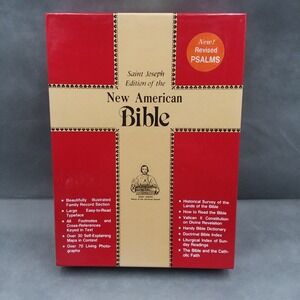 New!
Revised
PSALMS
Saint Joseph
Edition of the
New American
Bible
• Beautifully Illustrated
Family Record Section
• Large Easy-to-Read
Typeface
• All Footnotes and
Cross-References
Keyed in Text
• Over 30 Self-Explaining
Maps in Context
• Over 70 Living Photo-
graphs
• Historical Survey of the
Lands of the Bible
• How to Read the Bible
• Vatican II Constitution
on Divine Revelation
• Handy Bible Dictionary
• Doctrinal Bible Index
• Liturgical Index of Sun-
day Readings
• The Bible and the Cath-
olic Faith